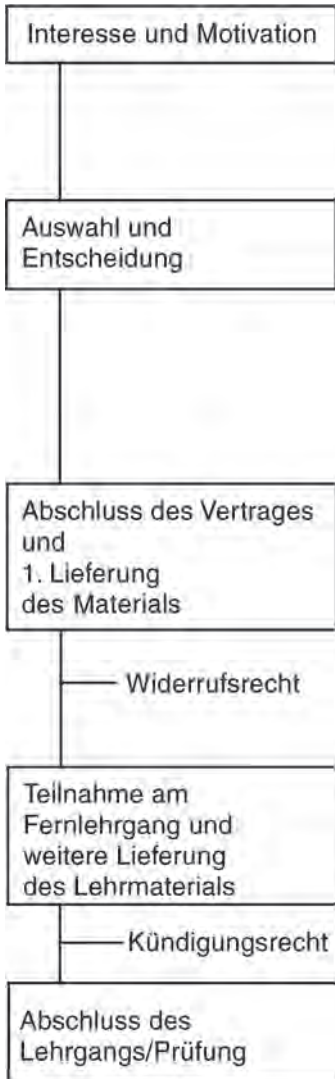 Interesse und Motivation
Auswahl und
Entscheidung
Abschluss des Vertrages
und
1. Lieferung
des Materials
Widerrufsrecht
Teilnahme am
Fernlehrgang und
weitere Lieferung
des Lehrmaterials
Kündigungsrecht
Abschluss des
Lehrgangs/Prüfung